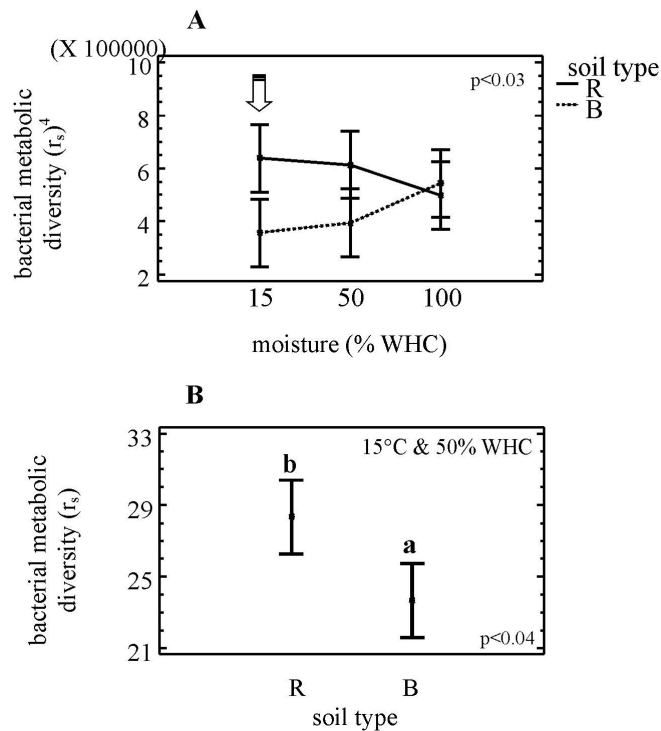 A
(X 100000)
bacterial metabolic
diversity (rₛ)⁴
10
8
6
4
2
p<0.03
soil type
R
B
15 50 100
moisture (% WHC)
B
bacterial metabolic
diversity (rₛ)
33
29
25
21
15°C & 50% WHC
b
a
p<0.04
R B
soil type